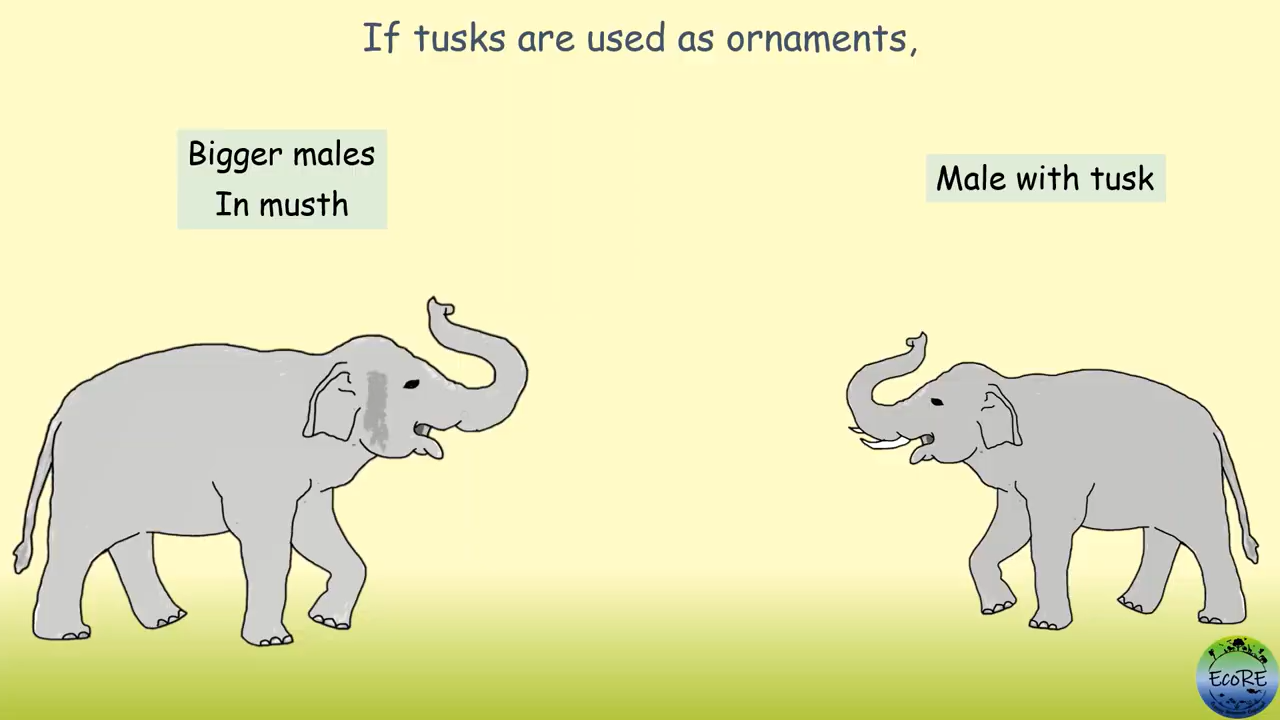 If tusks are used as ornaments,
Bigger males
In musth
Male with tusk
EcoRE